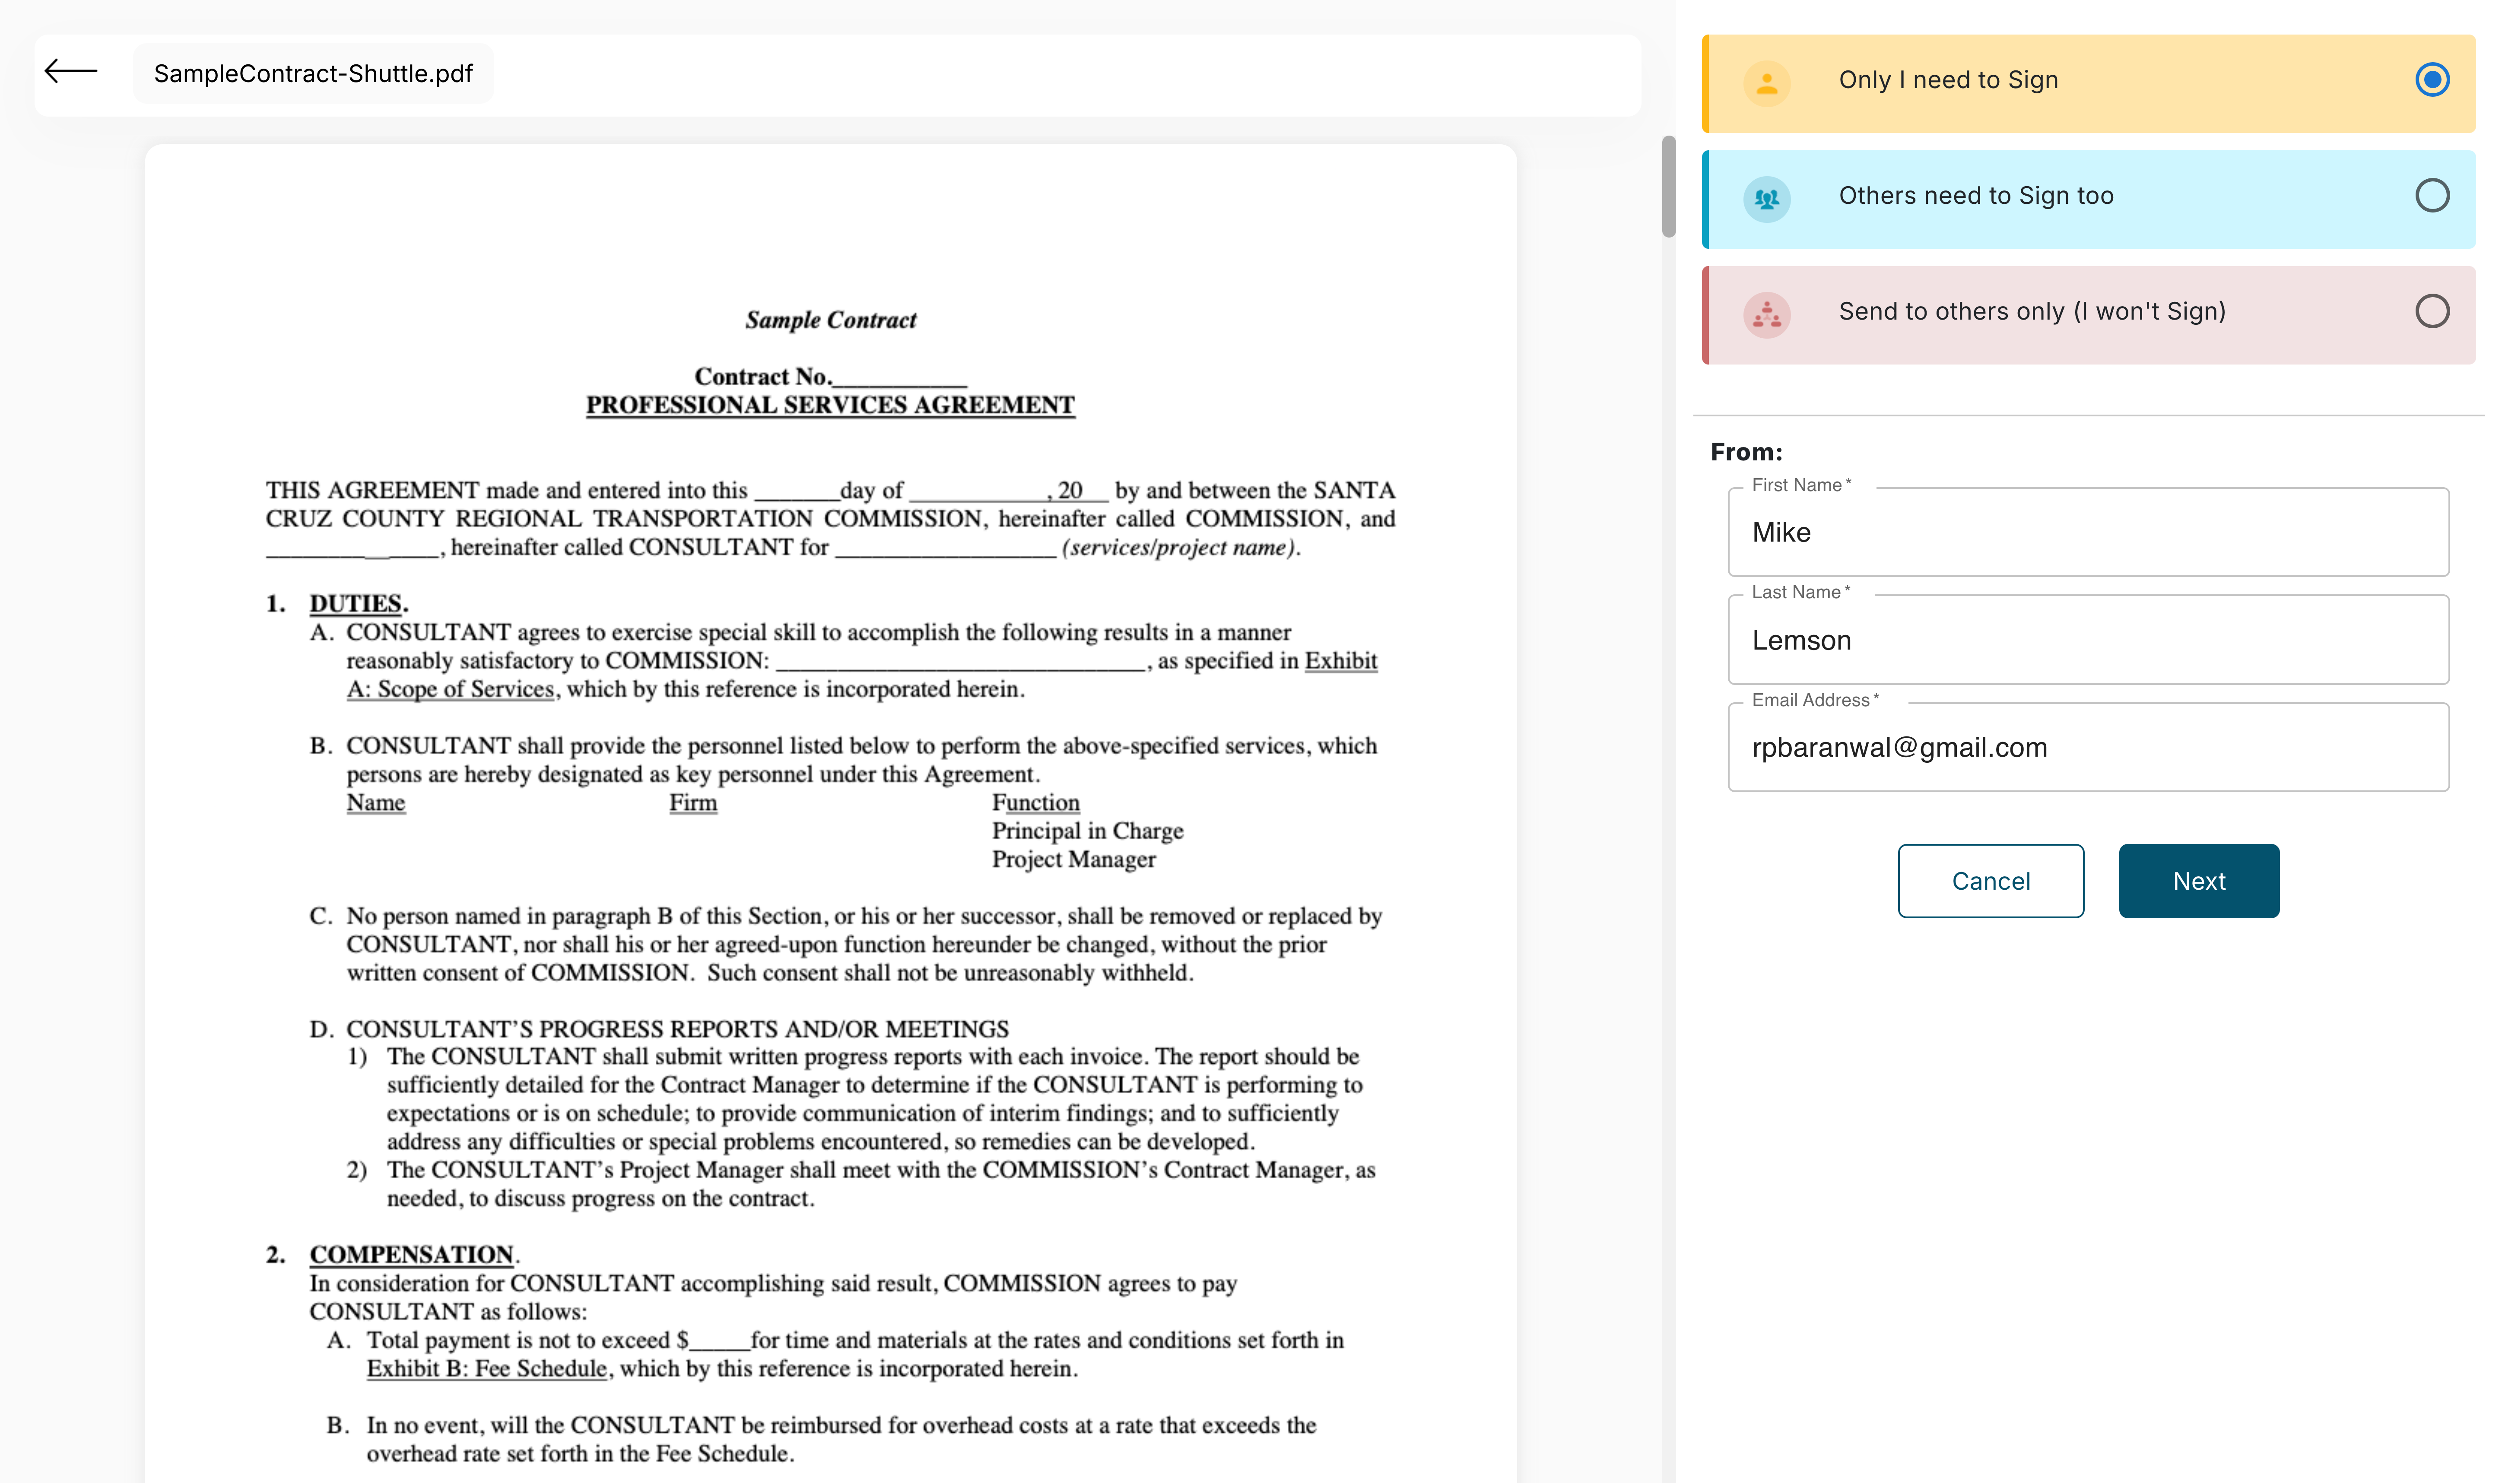 SampleContract-Shuttle.pdf
Sample Contract
Contract No.___________
PROFESSIONAL SERVICES AGREEMENT
THIS AGREEMENT made and entered into this _______day of ___________, 20__ by and between the SANTA
CRUZ COUNTY REGIONAL TRANSPORTATION COMMISSION, hereinafter called COMMISSION, and
______________, hereinafter called CONSULTANT for __________________ (services/project name).
1. DUTIES.
A. CONSULTANT agrees to exercise special skill to accomplish the following results in a manner
reasonably satisfactory to COMMISSION: ______________________________, as specified in Exhibit
A: Scope of Services, which by this reference is incorporated herein.
B. CONSULTANT shall provide the personnel listed below to perform the above-specified services, which
persons are hereby designated as key personnel under this Agreement.
Name Firm Function
Principal in Charge
Project Manager
C. No person named in paragraph B of this Section, or his or her successor, shall be removed or replaced by
CONSULTANT, nor shall his or her agreed-upon function hereunder be changed, without the prior
written consent of COMMISSION. Such consent shall not be unreasonably withheld.
D. CONSULTANT’S PROGRESS REPORTS AND/OR MEETINGS
1) The CONSULTANT shall submit written progress reports with each invoice. The report should be
sufficiently detailed for the Contract Manager to determine if the CONSULTANT is performing to
expectations or is on schedule; to provide communication of interim findings; and to sufficiently
address any difficulties or special problems encountered, so remedies can be developed.
2) The CONSULTANT’s Project Manager shall meet with the COMMISSION’s Contract Manager, as
needed, to discuss progress on the contract.
2. COMPENSATION.
In consideration for CONSULTANT accomplishing said result, COMMISSION agrees to pay
CONSULTANT as follows:
A. Total payment is not to exceed $_____for time and materials at the rates and conditions set forth in
Exhibit B: Fee Schedule, which by this reference is incorporated herein.
B. In no event, will the CONSULTANT be reimbursed for overhead costs at a rate that exceeds the
overhead rate set forth in the Fee Schedule.
Only I need to Sign
Others need to Sign too
Send to others only (I won't Sign)
From:
First Name *
Mike
Last Name *
Lemson
Email Address *
rpbaranwal@gmail.com
Cancel
Next